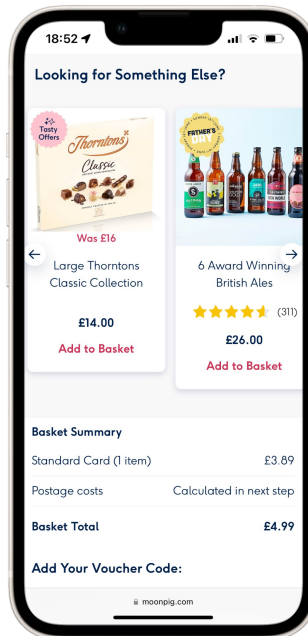 18:52
Looking for Something Else?
Tasty
Offers
Thorntons
Classic
Was £16
Large Thorntons
Classic Collection
£14.00
Add to Basket
FATHER'S
DAY
6 Award Winning
British Ales
(311)
£26.00
Add to Basket
Basket Summary
Standard Card (1 item) £3.89
Postage costs Calculated in next step
Basket Total £4.99
Add Your Voucher Code:
moonpig.com